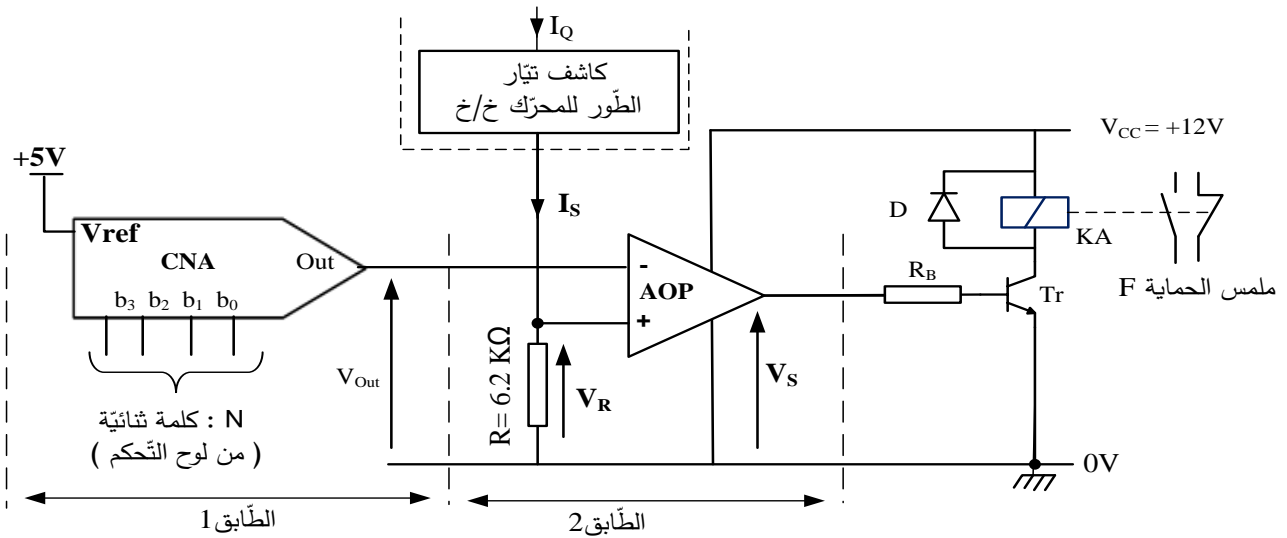 I_Q
كاشف تيّار
الطّور للمحرّك خ/خ
V_CC = +12V
+5V
Vref
CNA
Out
b3 b2 b1 b0
I_S
-
AOP
+
D
KA
R_B
Tr
ملمس الحماية F
V_Out
R= 6.2 KΩ
V_R
V_S
N : كلمة ثنائيّة
( من لوح التّحكم )
0V
الطّابق1
الطّابق2